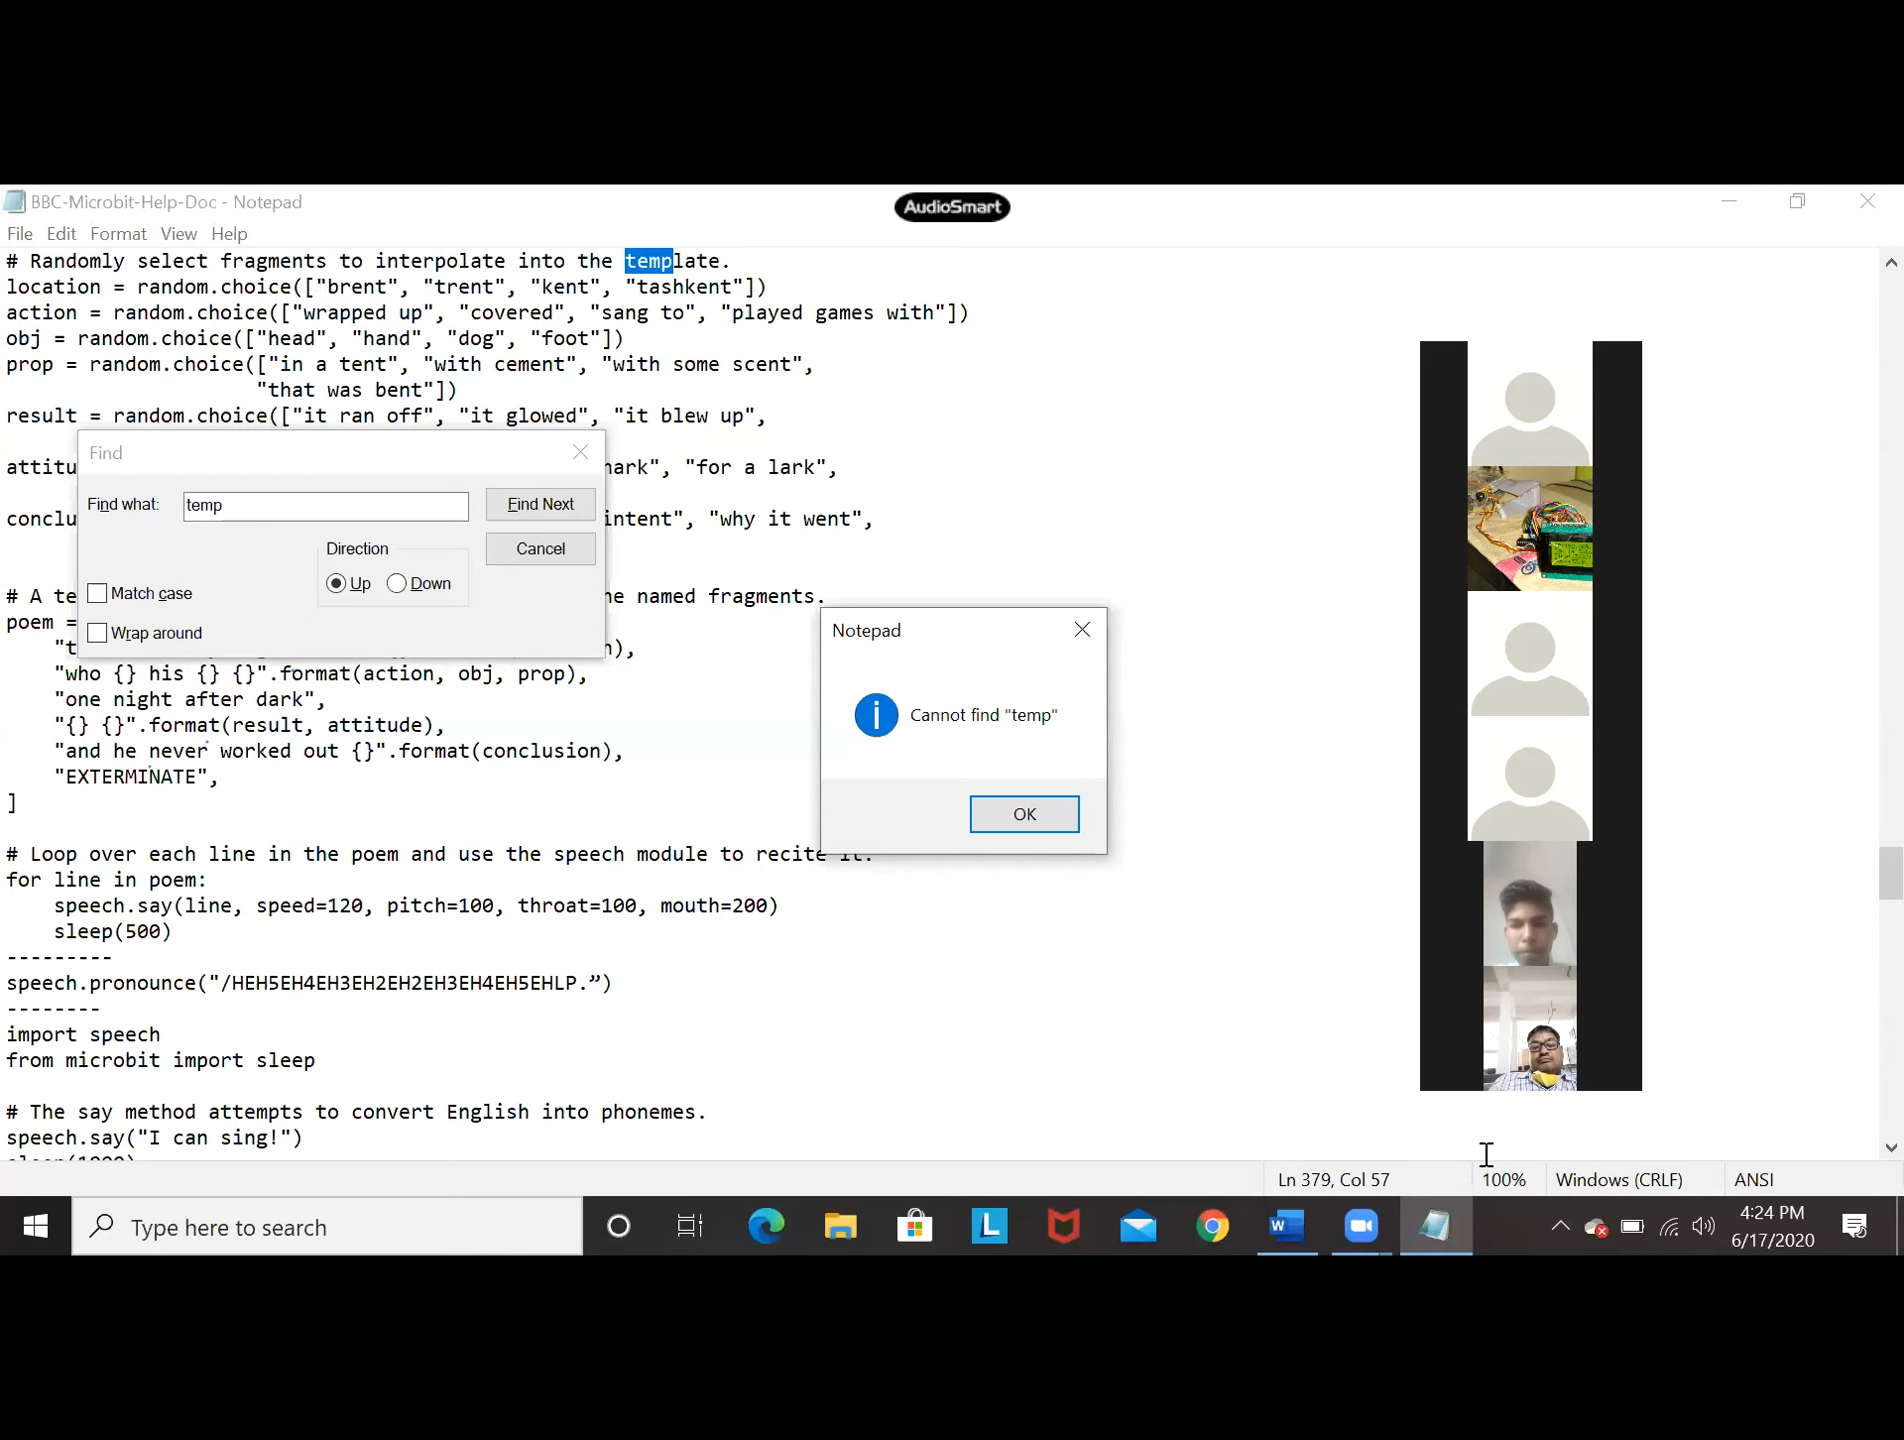 BBC-Microbit-Help-Doc - Notepad
AudioSmart
File Edit Format View Help
# Randomly select fragments to interpolate into the template.
location = random.choice(["brent", "trent", "kent", "tashkent"])
action = random.choice(["wrapped up", "covered", "sang to", "played games with"])
obj = random.choice(["head", "hand", "dog", "foot"])
prop = random.choice(["in a tent", "with cement", "with some scent",
"that was bent"])
result = random.choice(["it ran off", "it glowed", "it blew up",
attitu ark", "for a lark",
conclu intent", "why it went",
# A te e named fragments.
poem =
"t ),
"who {} his {} {}".format(action, obj, prop),
"one night after dark",
"{} {}".format(result, attitude),
"and he never worked out {}".format(conclusion),
"EXTERMINATE",
]
# Loop over each line in the poem and use the speech module to recite it.
for line in poem:
speech.say(line, speed=120, pitch=100, throat=100, mouth=200)
sleep(500)
---------
speech.pronounce("/HEH5EH4EH3EH2EH2EH3EH4EH5EHLP.”)
--------
import speech
from microbit import sleep
# The say method attempts to convert English into phonemes.
speech.say("I can sing!")
Find
Find what: temp Find Next
Direction Cancel
Up Down
Match case
Wrap around
Notepad
Cannot find "temp"
OK
Ln 379, Col 57 100% Windows (CRLF) ANSI
Type here to search
4:24 PM
6/17/2020